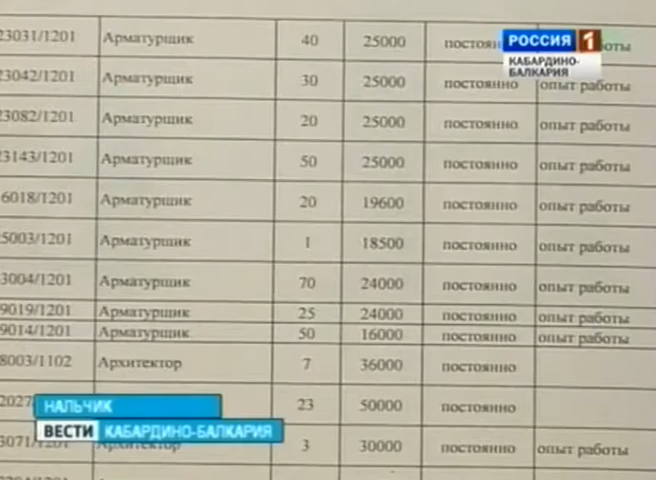 23031/1201 Арматурщик 40 25000 постоянно работы
РОССИЯ 1
КАБАРДИНО-
БАЛКАРИЯ
23042/1201 Арматурщик 30 25000 постоянно опыт работы
23082/1201 Арматурщик 20 25000 постоянно опыт работы
23143/1201 Арматурщик 50 25000 постоянно опыт работы
6018/1201 Арматурщик 20 19600 постоянно опыт работы
5003/1201 Арматурщик 1 18500 постоянно опыт работы
3004/1201 Арматурщик 70 24000 постоянно опыт работы
9019/1201 Арматурщик 25 24000 постоянно опыт работы
9014/1201 Арматурщик 50 16000 постоянно опыт работы
8003/1102 Архитектор 7 36000 постоянно
2027 23 50000 постоянно
НАЛЬЧИК
ВЕСТИ КАБАРДИНО-БАЛКАРИЯ
3071/1201 Архитектор 3 30000 постоянно опыт работы